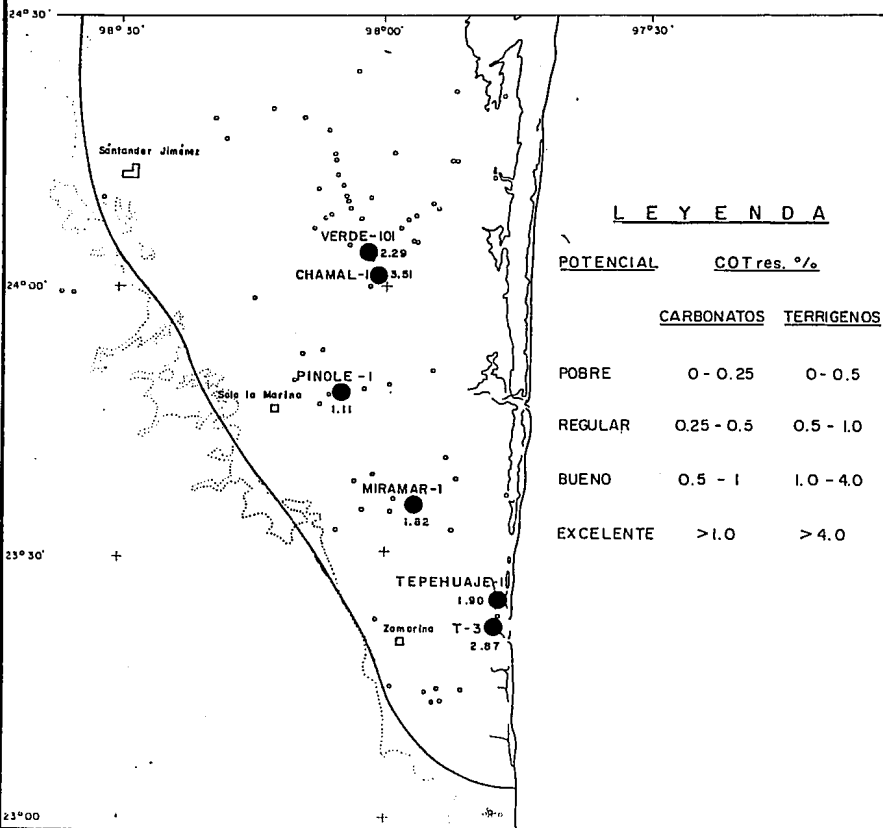 24°30'
98°30'
98°00'
97°30'
Sántander Jiménez
VERDE-101
2.29
CHAMAL-1
3.51
24°00'
PINOLE-1
Soto la Marina
1.11
MIRAMAR-1
1.82
23°30'
TEPEHUAJE-1
1.90
T-3
Zamorina
2.87
23°00'
LEYENDA
POTENCIAL COTres. %
CARBONATOS TERRIGENOS
POBRE 0-0.25 0-0.5
REGULAR 0.25-0.5 0.5-1.0
BUENO 0.5-1 1.0-4.0
EXCELENTE >1.0 >4.0